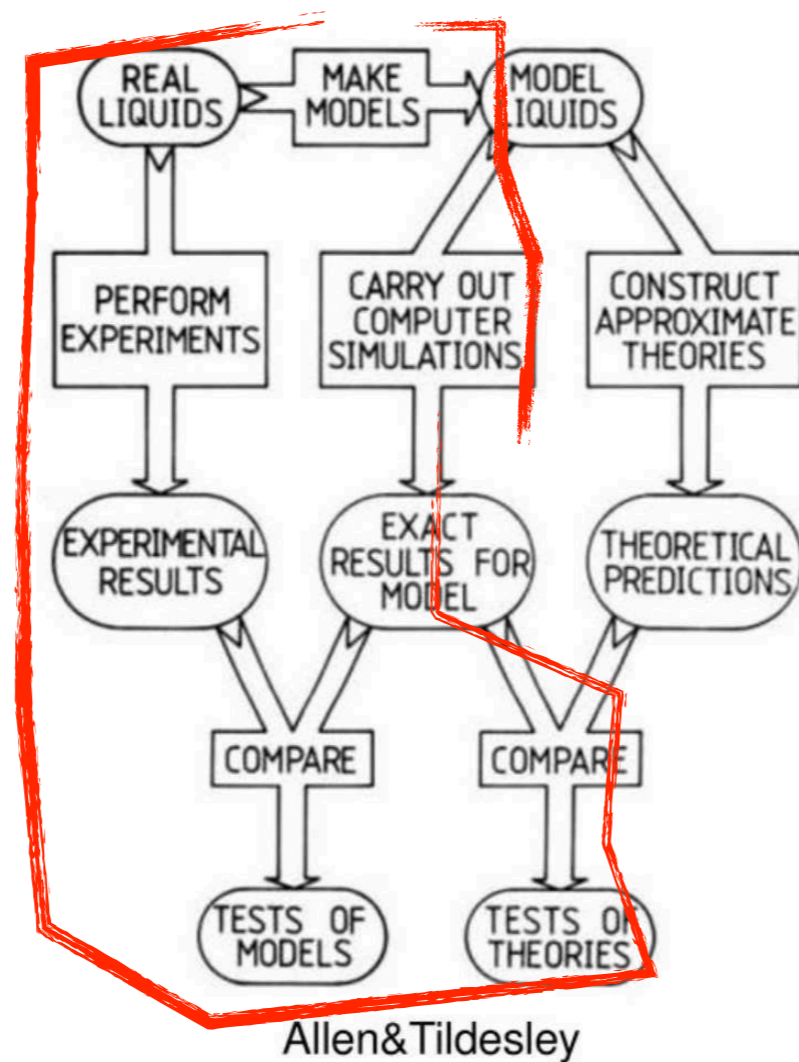 REAL
LIQUIDS
MAKE
MODELS
MODEL
LIQUIDS
PERFORM
EXPERIMENTS
CARRY OUT
COMPUTER
SIMULATIONS
CONSTRUCT
APPROXIMATE
THEORIES
EXPERIMENTAL
RESULTS
EXACT
RESULTS FOR
MODEL
THEORETICAL
PREDICTIONS
COMPARE
COMPARE
TESTS OF
MODELS
TESTS OF
THEORIES
Allen&Tildesley